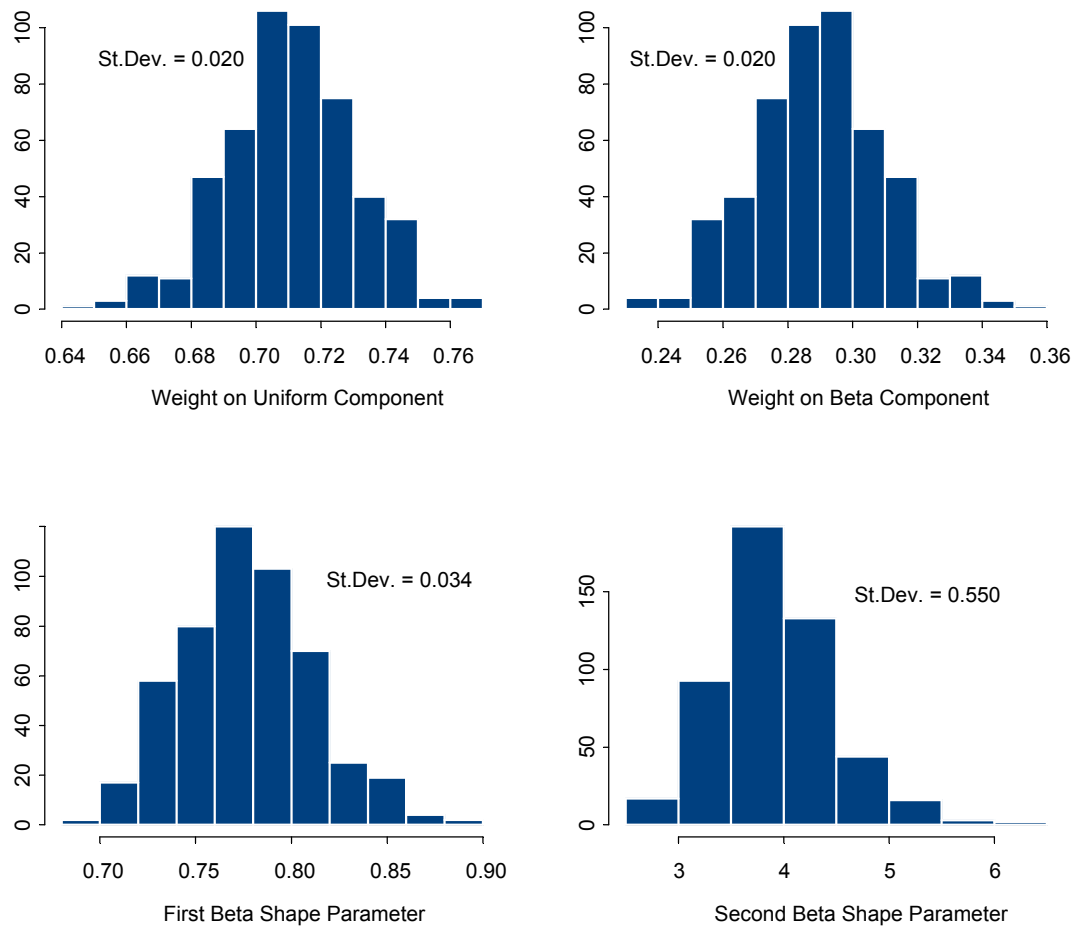 St.Dev. = 0.020
0 20 40 60 80 100
0.64 0.66 0.68 0.70 0.72 0.74 0.76
Weight on Uniform Component
St.Dev. = 0.020
0 20 40 60 80 100
0.24 0.26 0.28 0.30 0.32 0.34 0.36
Weight on Beta Component
St.Dev. = 0.034
0 20 40 60 80 100
0.70 0.75 0.80 0.85 0.90
First Beta Shape Parameter
St.Dev. = 0.550
0 50 100 150
3 4 5 6
Second Beta Shape Parameter